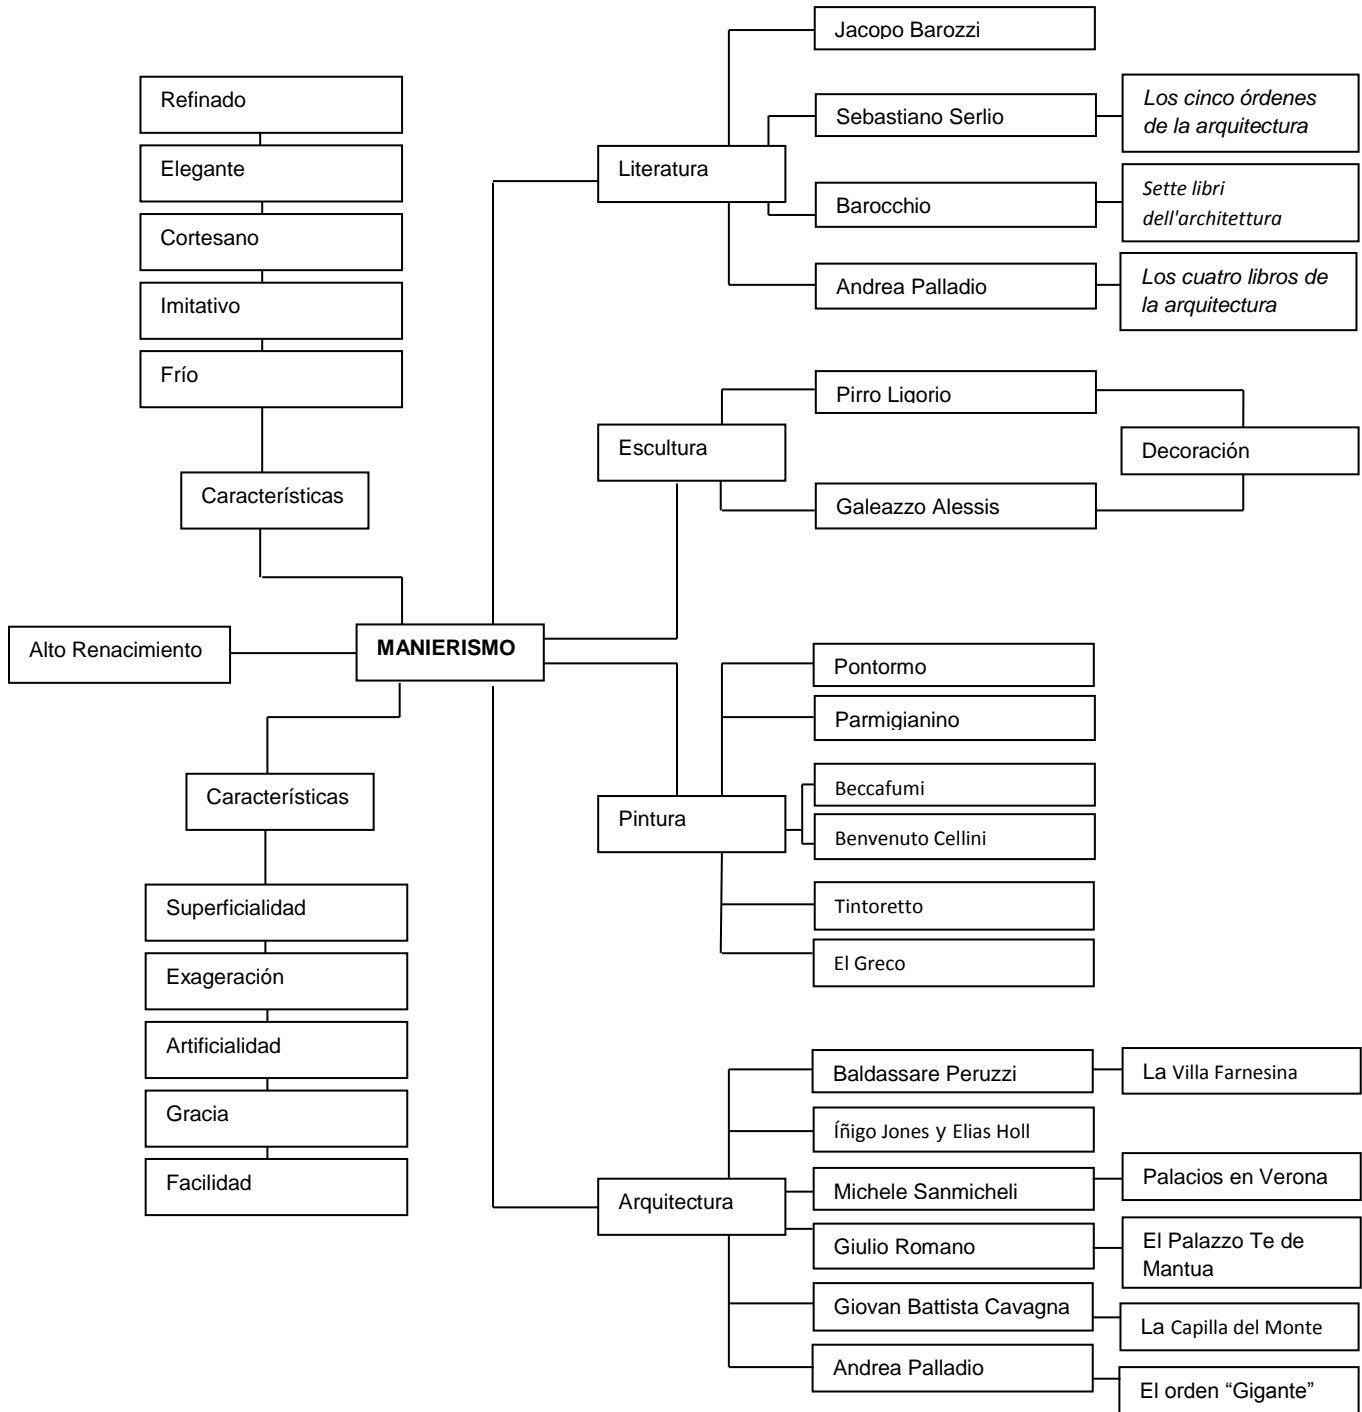 Jacopo Barozzi
Refinado
Elegante
Cortesano
Imitativo
Frío
Características
Literatura
Sebastiano Serlio
Los cinco órdenes
de la arquitectura
Barocchio
Sette libri
dell'architettura
Andrea Palladio
Los cuatro libros de
la arquitectura
Escultura
Pirro Ligorio
Galeazzo Alessis
Decoración
Alto Renacimiento
MANIERISMO
Características
Superficialidad
Exageración
Artificialidad
Gracia
Facilidad
Pintura
Pontormo
Parmigianino
Beccafumi
Benvenuto Cellini
Tintoretto
El Greco
Arquitectura
Baldassare Peruzzi
La Villa Farnesina
Íñigo Jones y Elias Holl
Michele Sanmicheli
Palacios en Verona
Giulio Romano
El Palazzo Te de
Mantua
Giovan Battista Cavagna
La Capilla del Monte
Andrea Palladio
El orden “Gigante”